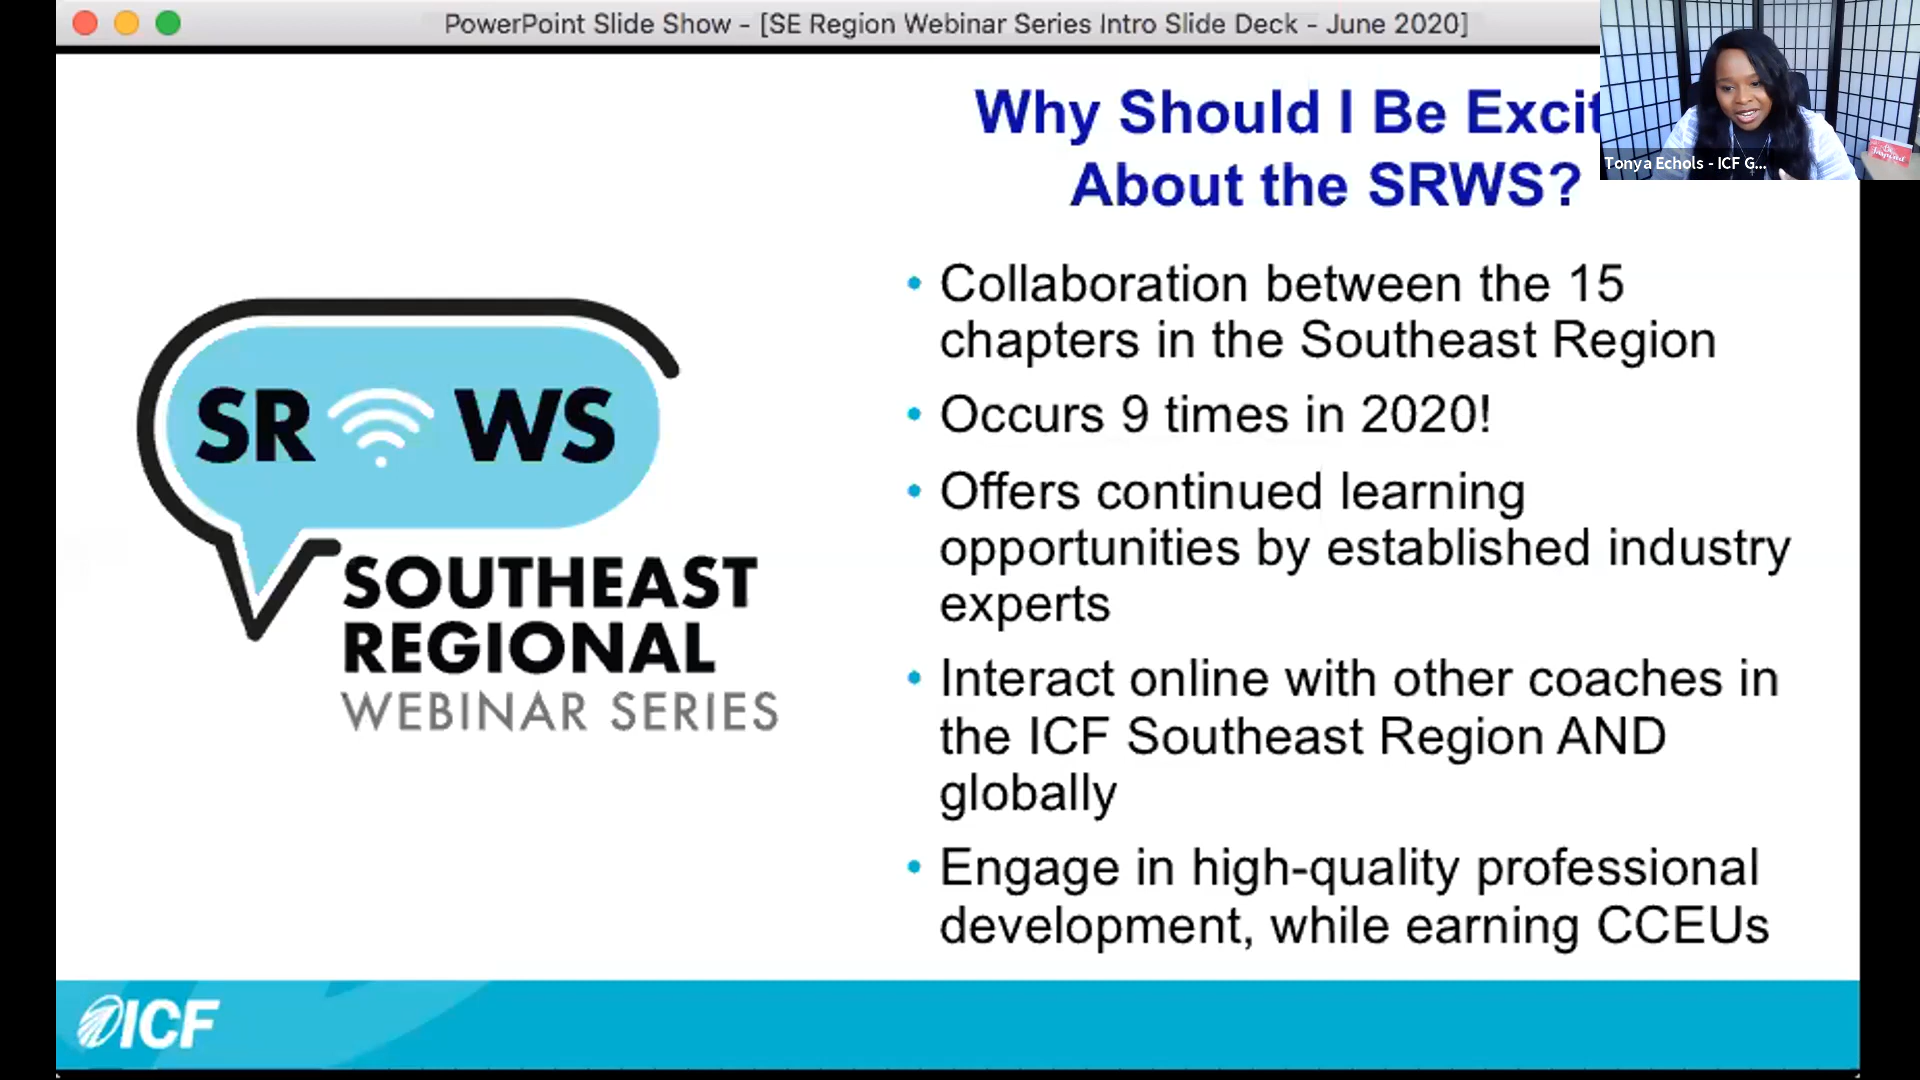 PowerPoint Slide Show - [SE Region Webinar Series Intro Slide Deck - June 2020]
Tonya Echols - ICF G...
Why Should I Be Excit
About the SRWS?
SR WS
SOUTHEAST
REGIONAL
WEBINAR SERIES
• Collaboration between the 15
chapters in the Southeast Region
• Occurs 9 times in 2020!
• Offers continued learning
opportunities by established industry
experts
• Interact online with other coaches in
the ICF Southeast Region AND
globally
• Engage in high-quality professional
development, while earning CCEUs
ICF